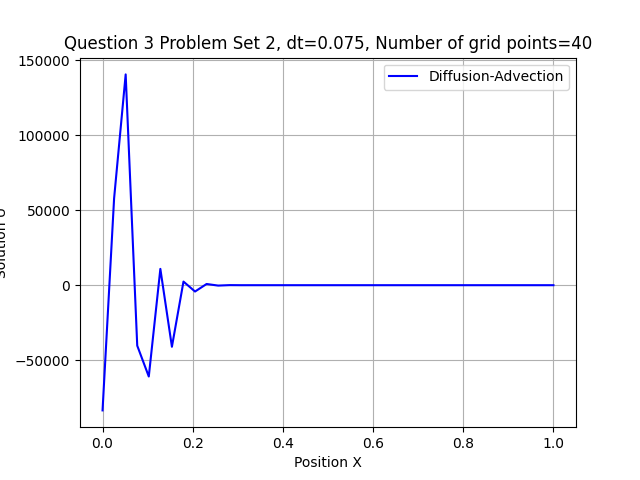 Question 3 Problem Set 2, dt=0.075, Number of grid points=40
Diffusion-Advection
150000
100000
50000
0
−50000
Solution U
0.0 0.2 0.4 0.6 0.8 1.0
Position X